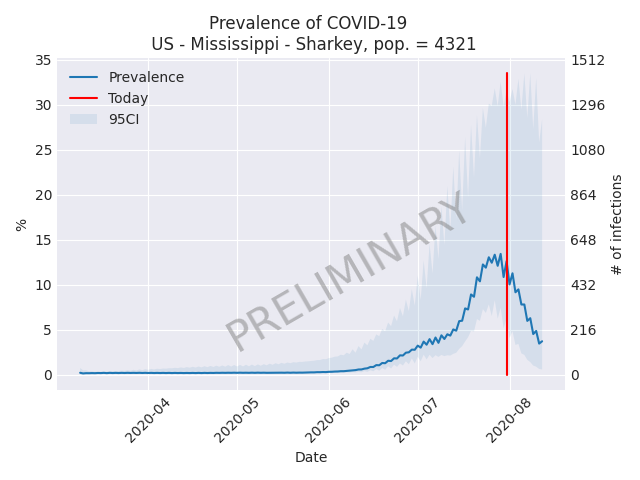 Prevalence of COVID-19
US - Mississippi - Sharkey, pop. = 4321
35
30
25
20
15
10
5
0
%
1512
1296
1080
864
648
432
216
0
# of infections
Prevalence
Today
95CI
PRELIMINARY
2020-04
2020-05
2020-06
2020-07
2020-08
Date